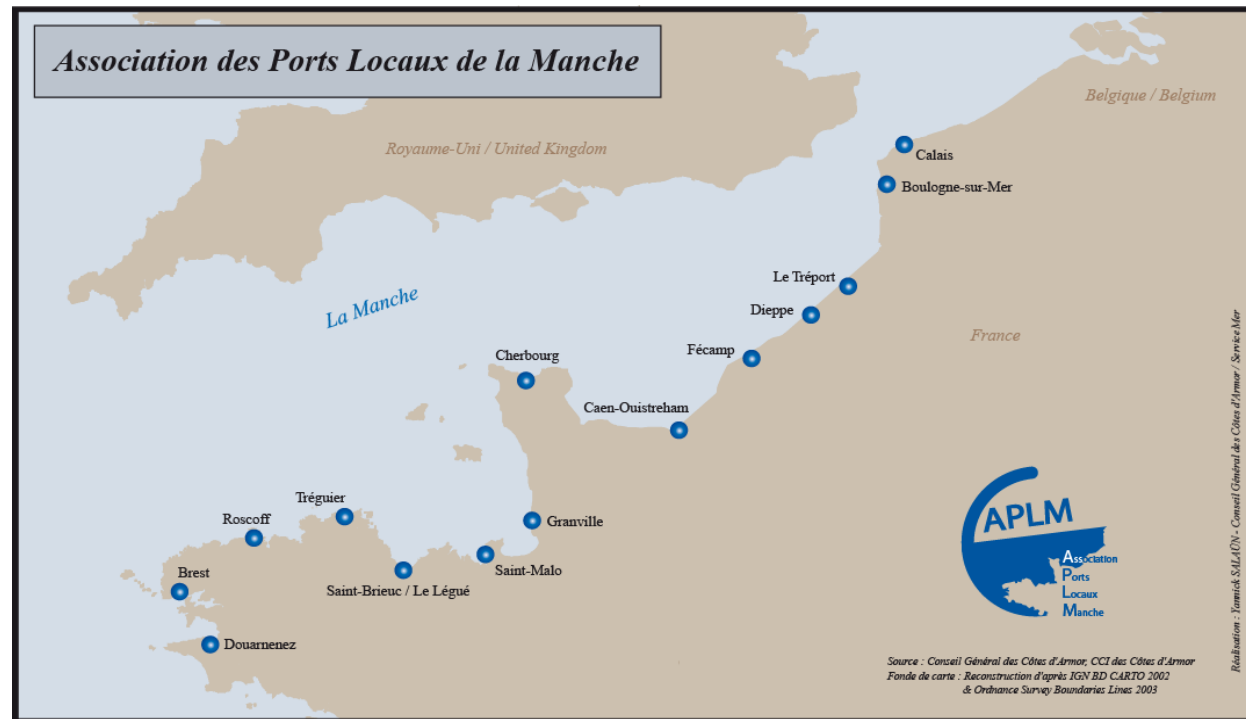 Association des Ports Locaux de la Manche
Belgique / Belgium
Royaume-Uni / United Kingdom
Calais
Boulogne-sur-Mer
Le Tréport
La Manche
Dieppe
France
Fécamp
Cherbourg
Caen-Ouistreham
Tréguier
Roscoff
Granville
Saint-Malo
Brest
Saint-Brieuc / Le Légué
Douarnenez
APLM
Association
Ports
Locaux
Manche
Source : Conseil Général des Côtes d'Armor, CCI des Côtes d'Armor
Fonde de carte : Reconstruction d'après IGN BD CARTO 2002
& Ordnance Survey Boundaries Lines 2003
Réalisation : Yannick SALAÜN - Conseil Général des Côtes d'Armor / Service Mer